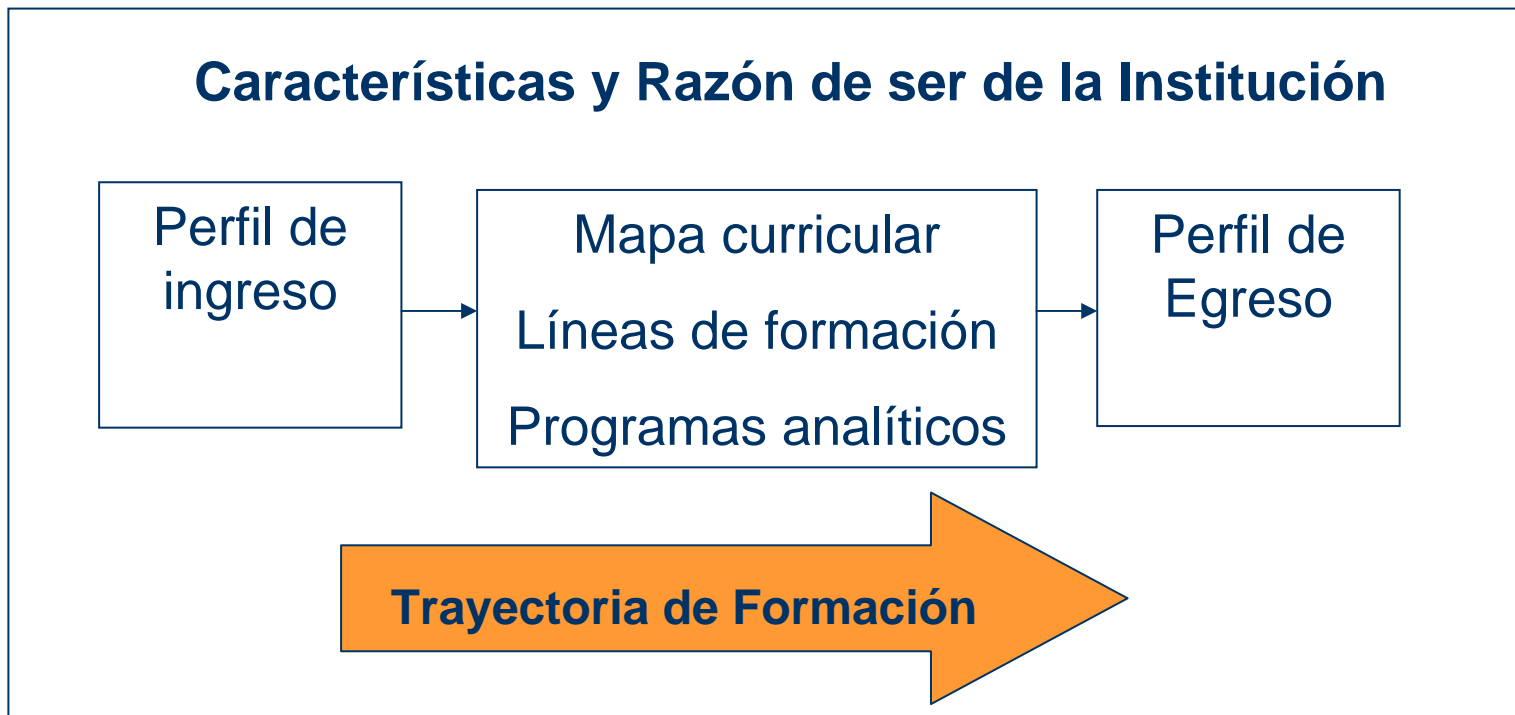 Características y Razón de ser de la Institución
Perfil de
ingreso
Mapa curricular
Líneas de formación
Programas analíticos
Perfil de
Egreso
Trayectoria de Formación